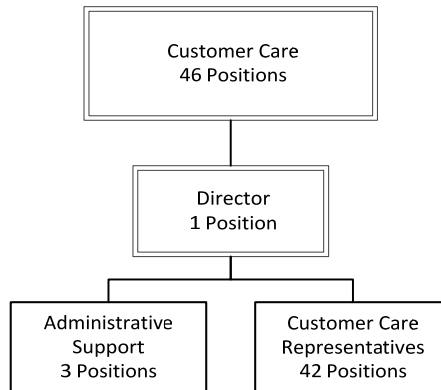 Customer Care
46 Positions
Director
1 Position
Administrative
Support
3 Positions
Customer Care
Representatives
42 Positions